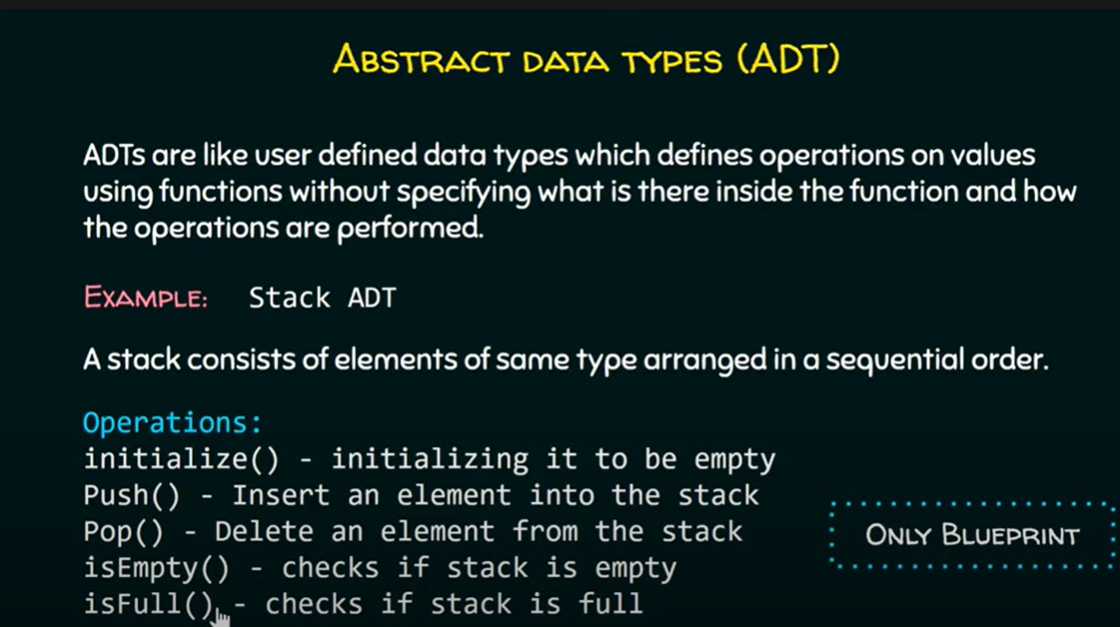 ABSTRACT DATA TYPES (ADT)
ADTs are like user defined data types which defines operations on values
using functions without specifying what is there inside the function and how
the operations are performed.
EXAMPLE: Stack ADT
A stack consists of elements of same type arranged in a sequential order.
Operations:
initialize() - initializing it to be empty
Push() - Insert an element into the stack
Pop() - Delete an element from the stack
isEmpty() - checks if stack is empty
isFull() - checks if stack is full
ONLY BLUEPRINT